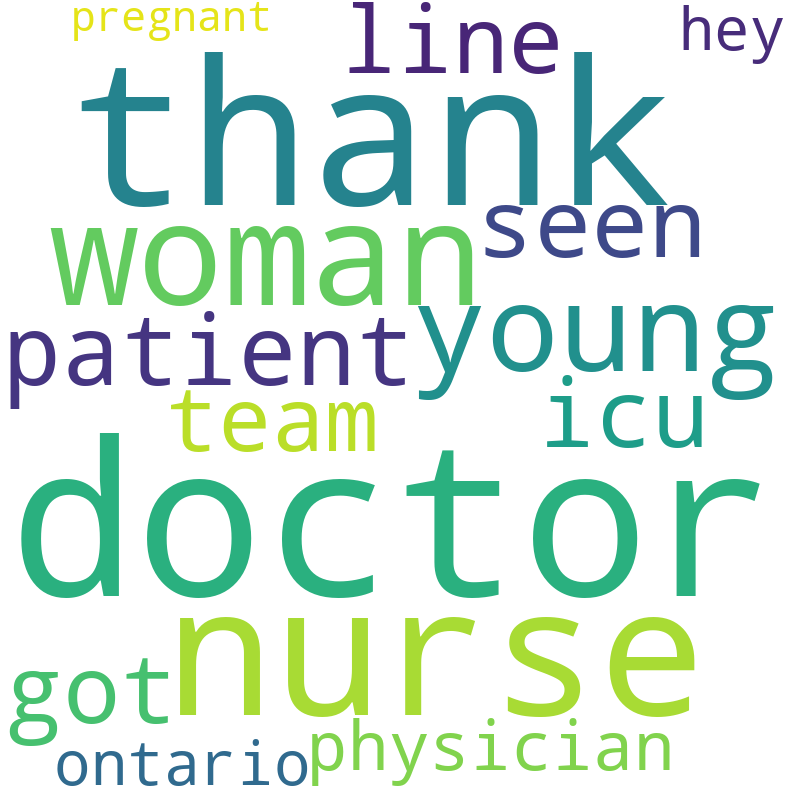 pregnant line hey
thank
woman seen
patient young
team icu
doctor
nurse
got
ontario physician